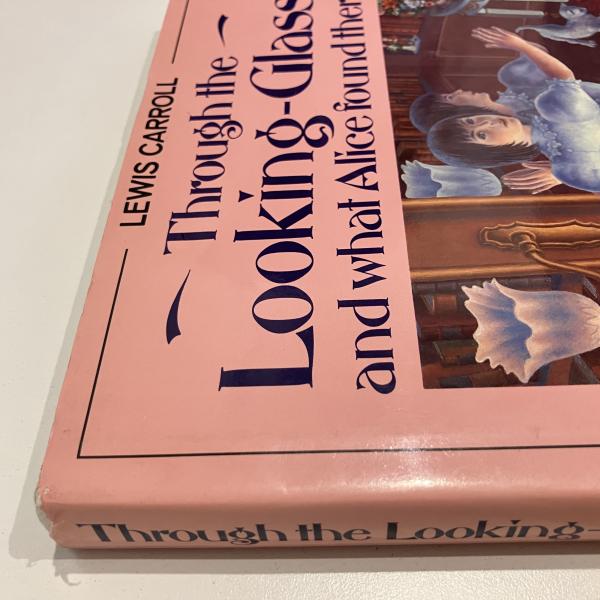 LEWIS CARROLL
Through the
Looking-Glass
and what Alice found ther
Through the Looking-